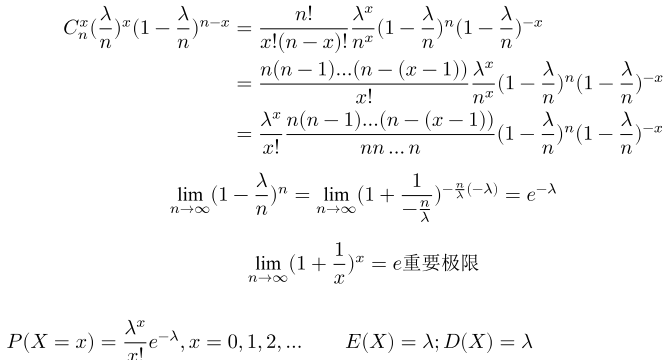 $C_n^x(\frac{\lambda}{n})^x(1-\frac{\lambda}{n})^{n-x} = \frac{n!}{x!(n-x)!}\frac{\lambda^x}{n^x}(1-\frac{\lambda}{n})^n(1-\frac{\lambda}{n})^{-x}$
$= \frac{n(n-1)...(n-(x-1))}{x!}\frac{\lambda^x}{n^x}(1-\frac{\lambda}{n})^n(1-\frac{\lambda}{n})^{-x}$
$= \frac{\lambda^x}{x!}\frac{n(n-1)...(n-(x-1))}{nn...n}(1-\frac{\lambda}{n})^n(1-\frac{\lambda}{n})^{-x}$
$\lim_{n\to\infty}(1-\frac{\lambda}{n})^n = \lim_{n\to\infty}(1+\frac{1}{-\frac{n}{\lambda}})^{-\frac{n}{\lambda}(-\lambda)} = e^{-\lambda}$
$\lim_{n\to\infty}(1+\frac{1}{x})^x = e$重要极限
$P(X=x) = \frac{\lambda^x}{x!}e^{-\lambda}, x=0,1,2,...$ $E(X)=\lambda; D(X)=\lambda$